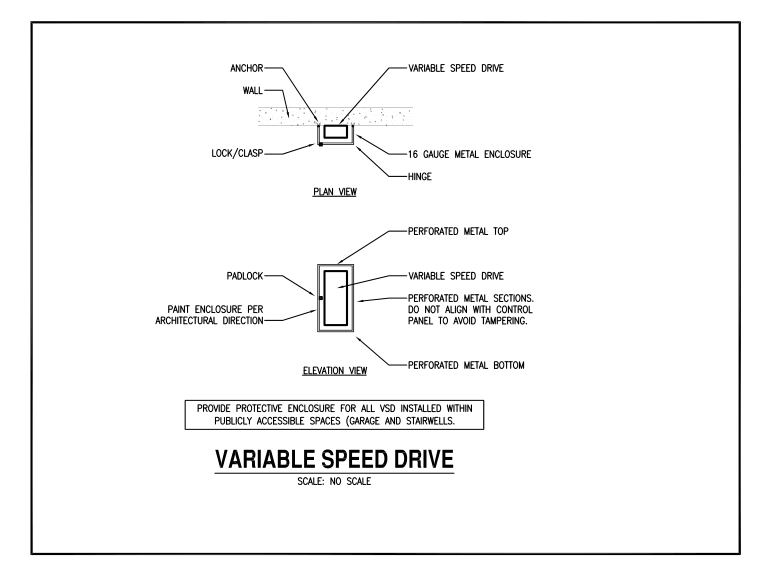 ANCHOR
VARIABLE SPEED DRIVE
WALL
LOCK/CLASP
16 GAUGE METAL ENCLOSURE
HINGE
PLAN VIEW
PERFORATED METAL TOP
PADLOCK
VARIABLE SPEED DRIVE
PAINT ENCLOSURE PER
ARCHITECTURAL DIRECTION
PERFORATED METAL SECTIONS.
DO NOT ALIGN WITH CONTROL
PANEL TO AVOID TAMPERING.
PERFORATED METAL BOTTOM
ELEVATION VIEW
PROVIDE PROTECTIVE ENCLOSURE FOR ALL VSD INSTALLED WITHIN
PUBLICLY ACCESSIBLE SPACES (GARAGE AND STAIRWELLS.
VARIABLE SPEED DRIVE
SCALE: NO SCALE